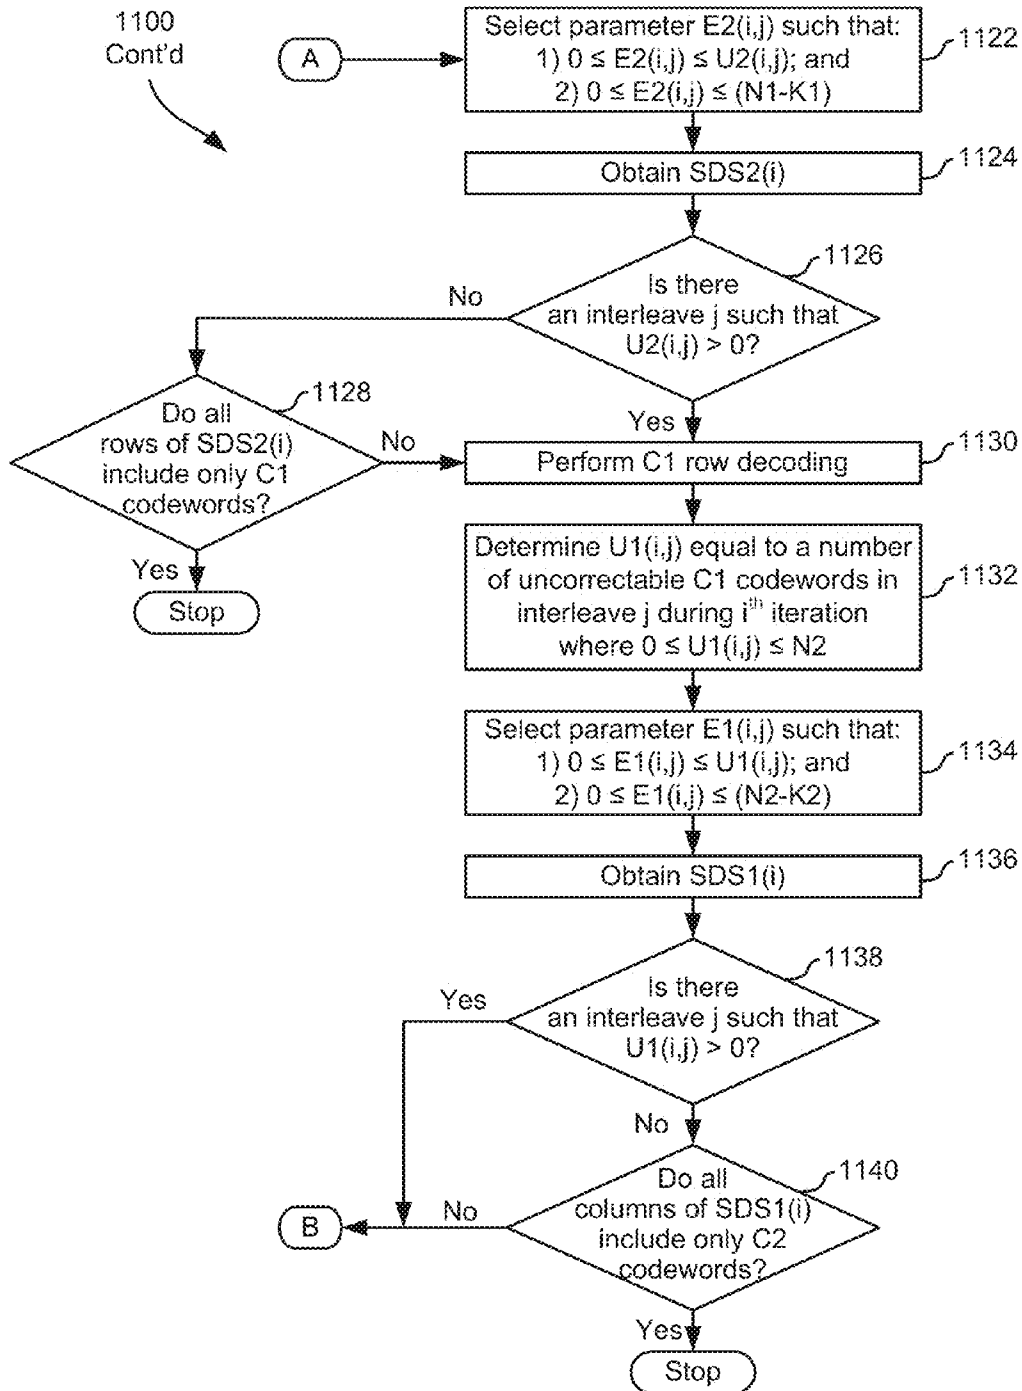 1100
Cont'd
A
Select parameter E2(i,j) such that:
1) 0 ≤ E2(i,j) ≤ U2(i,j); and
2) 0 ≤ E2(i,j) ≤ (N1-K1)
1122
Obtain SDS2(i)
1124
Is there
an interleave j such that
U2(i,j) > 0?
1126
No
Yes
Do all
rows of SDS2(i)
include only C1
codewords?
1128
No
Yes
Stop
Perform C1 row decoding
1130
Determine U1(i,j) equal to a number
of uncorrectable C1 codewords in
interleave j during iᵗʰ iteration
where 0 ≤ U1(i,j) ≤ N2
1132
Select parameter E1(i,j) such that:
1) 0 ≤ E1(i,j) ≤ U1(i,j); and
2) 0 ≤ E1(i,j) ≤ (N2-K2)
1134
Obtain SDS1(i)
1136
Is there
an interleave j such that
U1(i,j) > 0?
1138
Yes
No
Do all
columns of SDS1(i)
include only C2
codewords?
1140
No
B
Yes
Stop